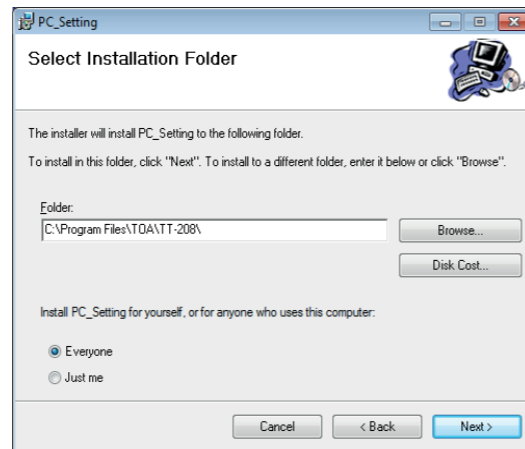 PC_Setting
Select Installation Folder
The installer will install PC_Setting to the following folder.
To install in this folder, click "Next". To install to a different folder, enter it below or click "Browse".
Folder:
C:\Program Files\TOA\TT-208\
Browse...
Disk Cost...
Install PC_Setting for yourself, or for anyone who uses this computer:
Everyone
Just me
Cancel
< Back
Next >